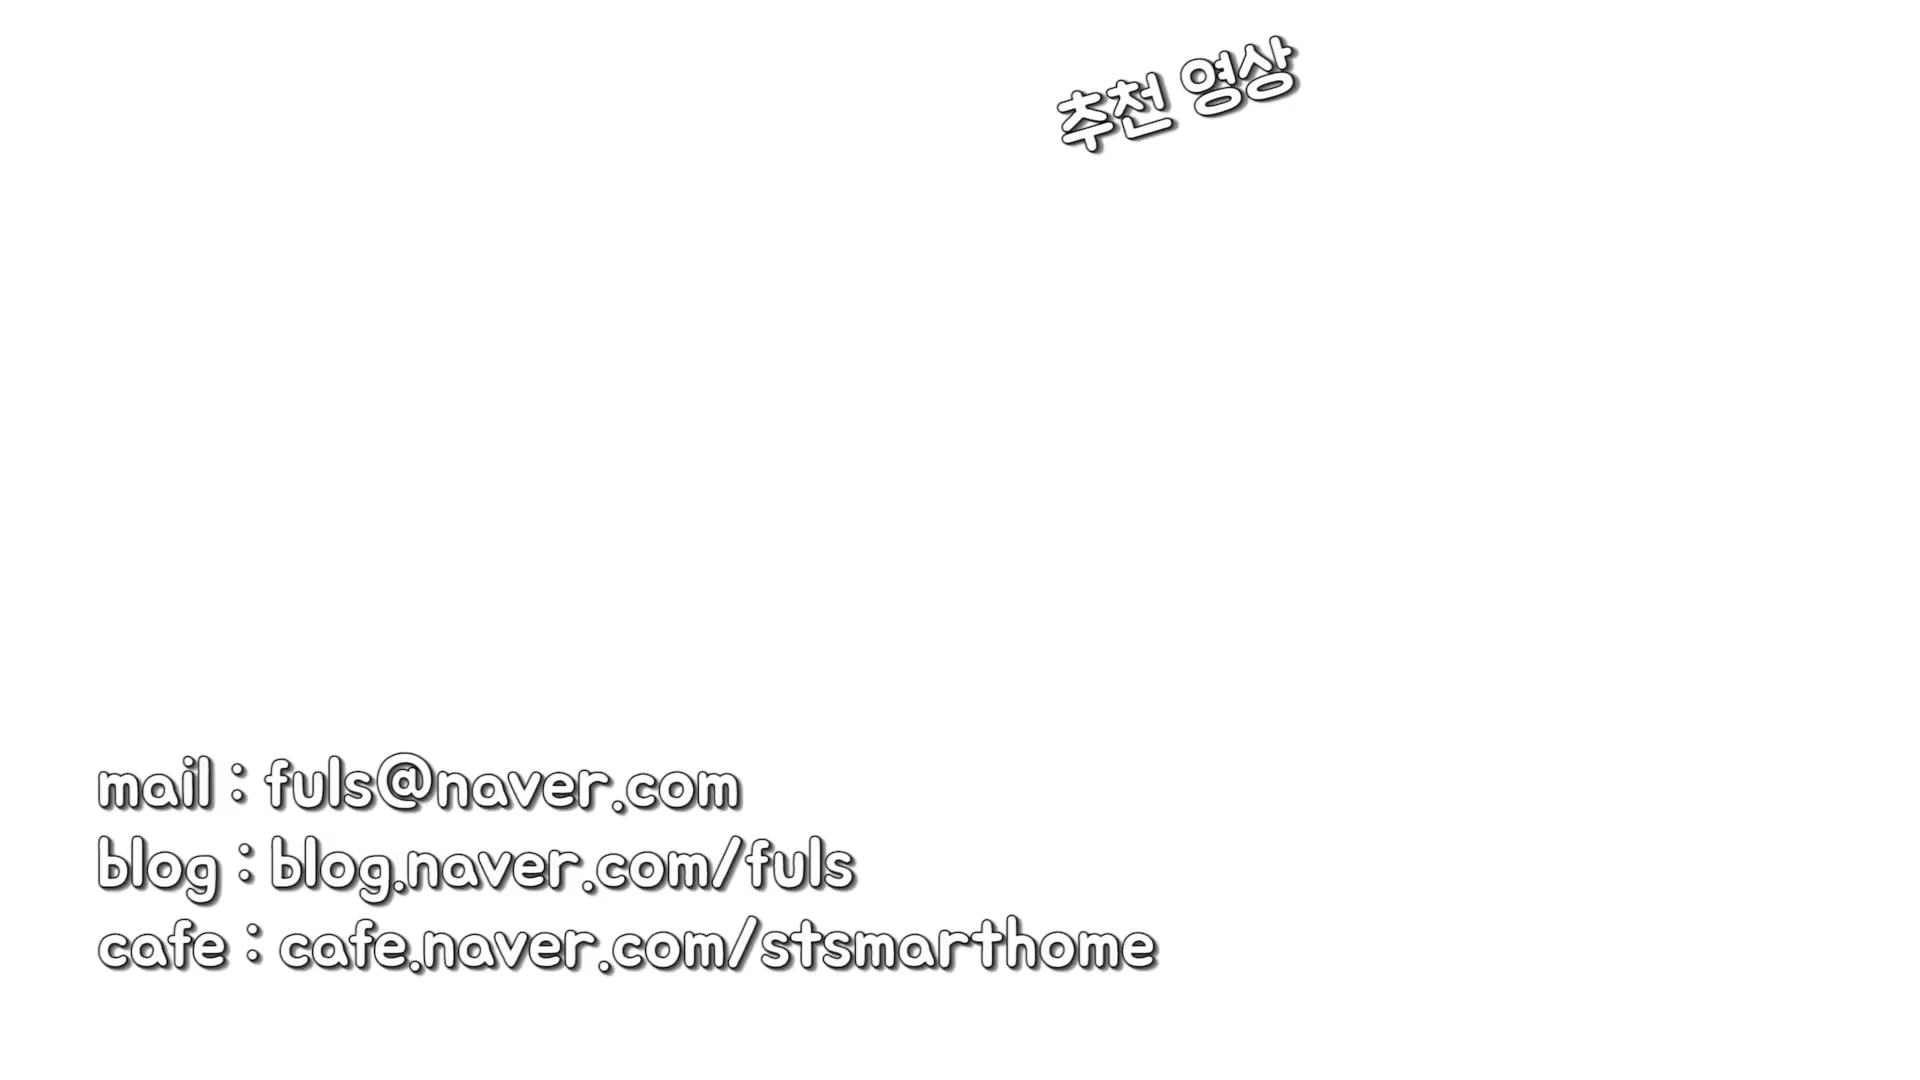 추천 영상
mail : fuls@naver.com
blog : blog.naver.com/fuls
cafe : cafe.naver.com/stsmarthome